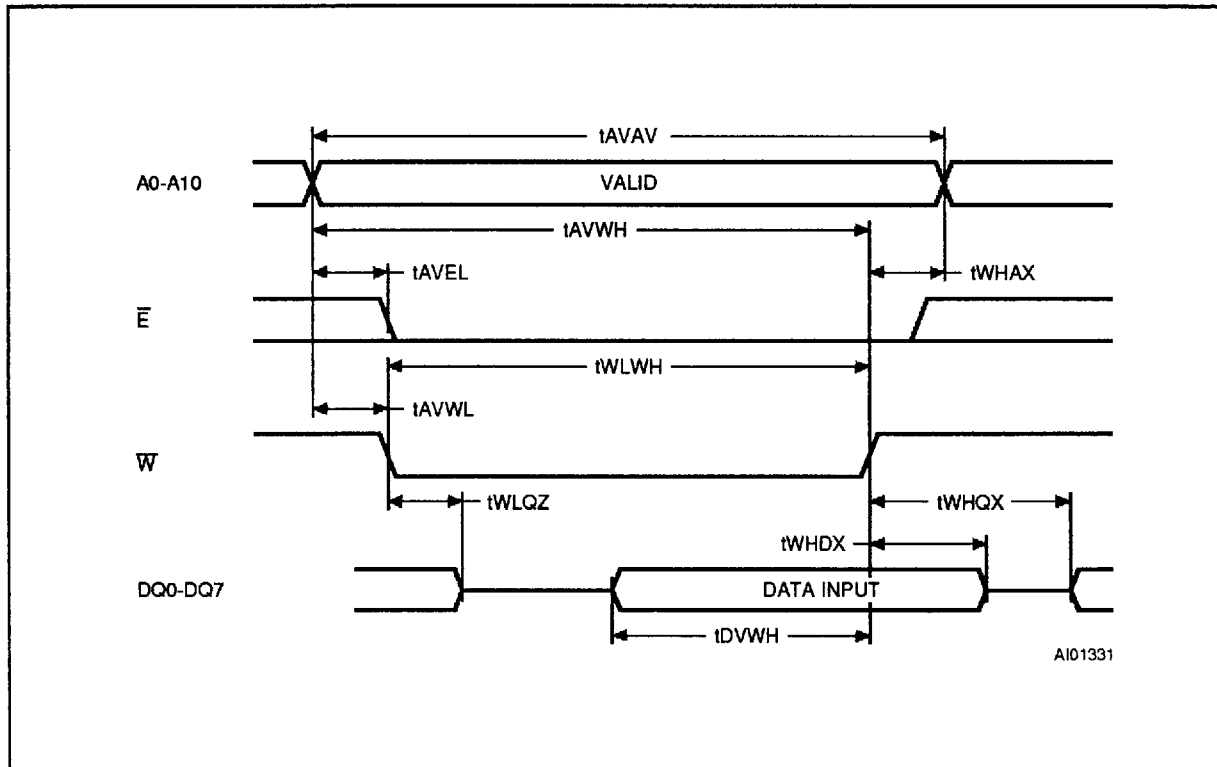 tAVAV
A0-A10
VALID
tAVWH
tAVEL
tWHAX
E̅
tWLWH
tAVWL
W̅
tWLQZ
tWHQX
tWHDX
DQ0-DQ7
DATA INPUT
tDVWH
AI01331